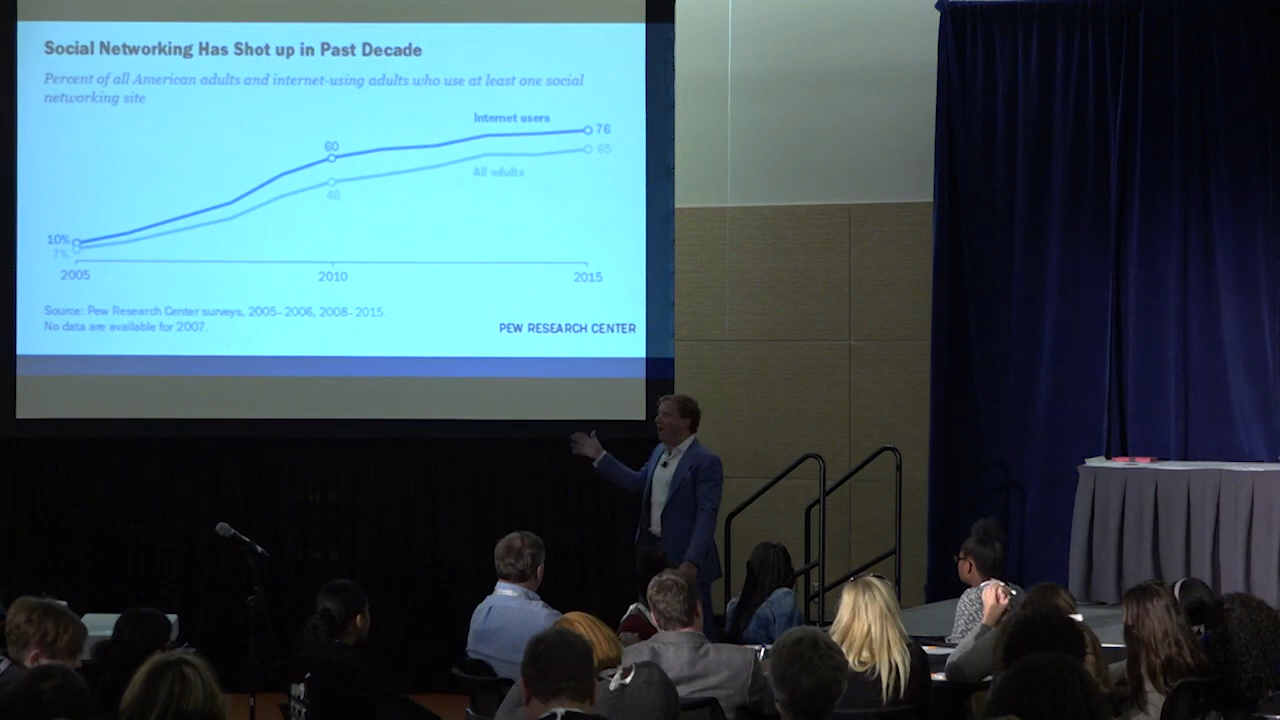 Social Networking Has Shot up in Past Decade
Percent of all American adults and internet-using adults who use at least one social
networking site
Internet users
76
60
65
All adults
46
10%
7%
2005
2010
2015
Source: Pew Research Center surveys, 2005-2006, 2008-2015.
No data are available for 2007.
PEW RESEARCH CENTER